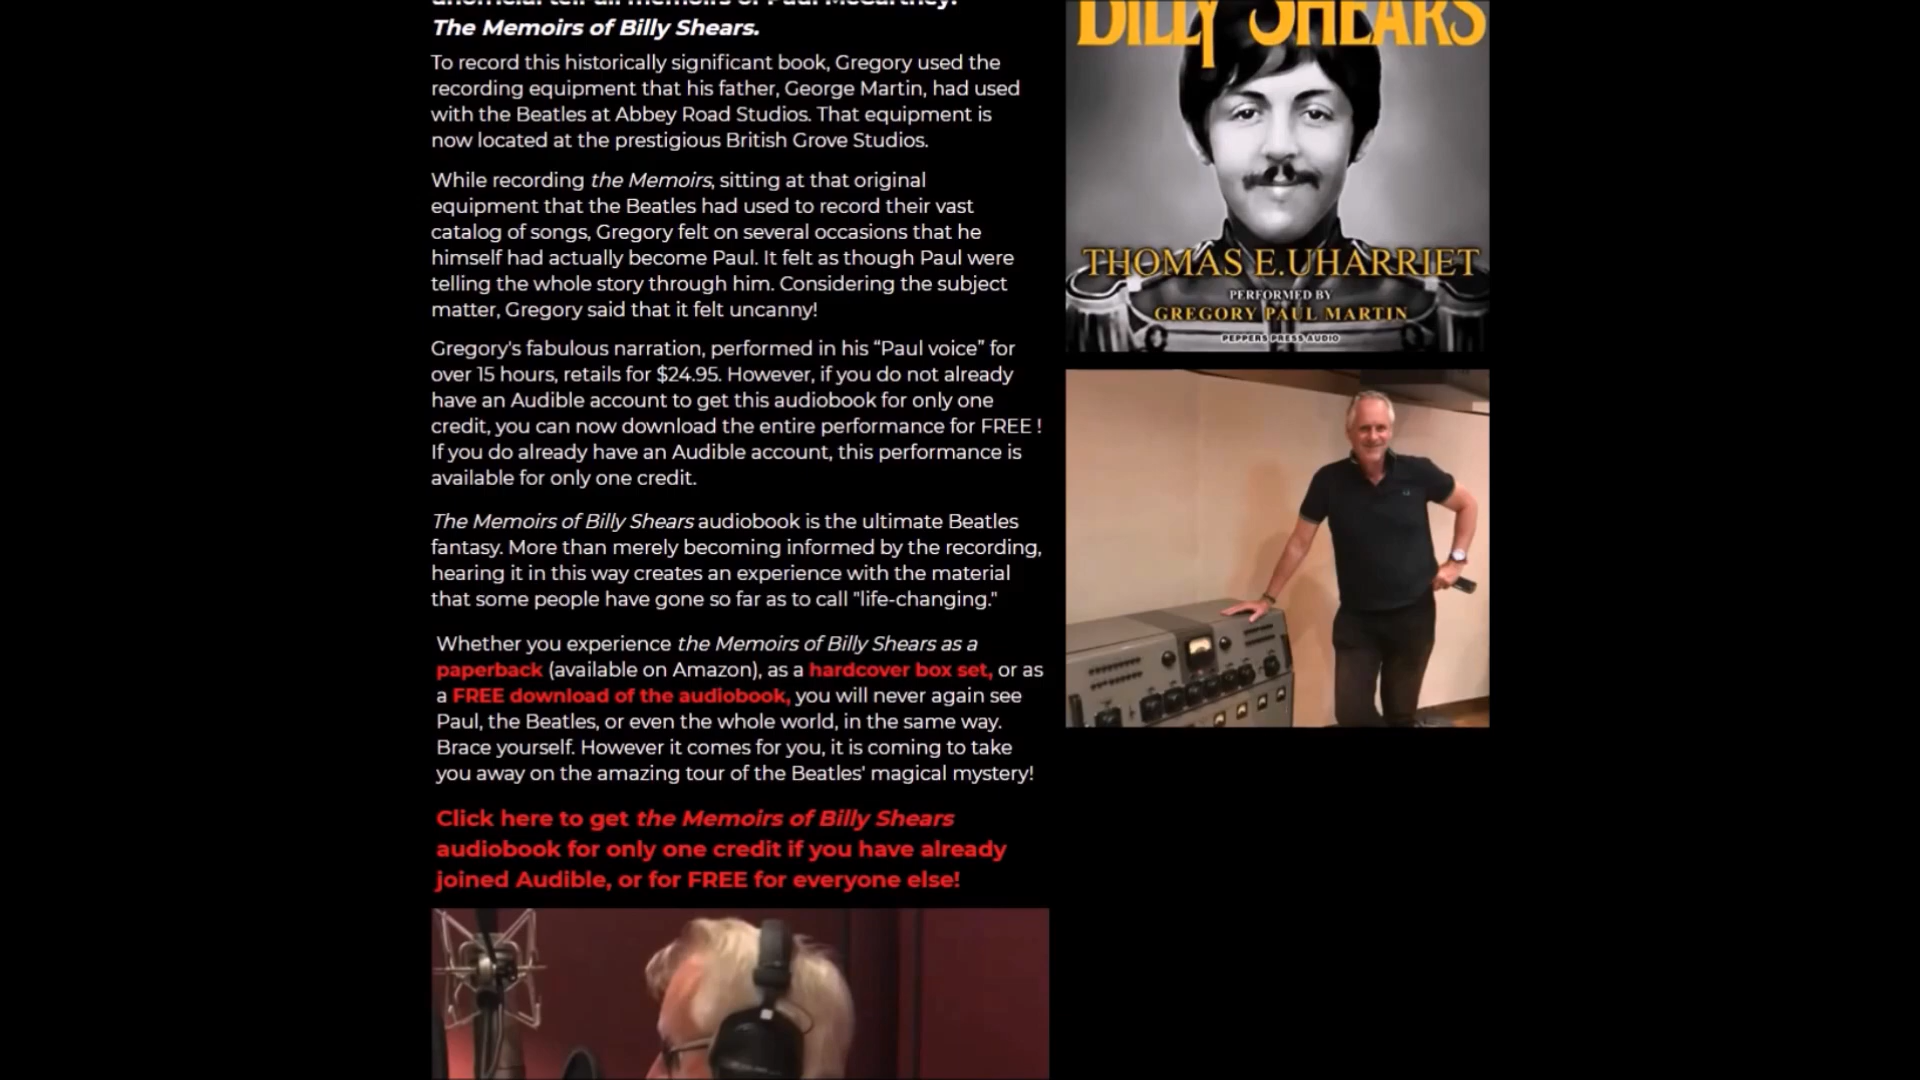 unofficial tell-all memoirs of Paul McCartney:
The Memoirs of Billy Shears.
To record this historically significant book, Gregory used the
recording equipment that his father, George Martin, had used
with the Beatles at Abbey Road Studios. That equipment is
now located at the prestigious British Grove Studios.
While recording the Memoirs, sitting at that original
equipment that the Beatles had used to record their vast
catalog of songs, Gregory felt on several occasions that he
himself had actually become Paul. It felt as though Paul were
telling the whole story through him. Considering the subject
matter, Gregory said that it felt uncanny!
Gregory's fabulous narration, performed in his “Paul voice” for
over 15 hours, retails for $24.95. However, if you do not already
have an Audible account to get this audiobook for only one
credit, you can now download the entire performance for FREE !
If you do already have an Audible account, this performance is
available for only one credit.
The Memoirs of Billy Shears audiobook is the ultimate Beatles
fantasy. More than merely becoming informed by the recording,
hearing it in this way creates an experience with the material
that some people have gone so far as to call "life-changing."
Whether you experience the Memoirs of Billy Shears as a
paperback (available on Amazon), as a hardcover box set, or as
a FREE download of the audiobook, you will never again see
Paul, the Beatles, or even the whole world, in the same way.
Brace yourself. However it comes for you, it is coming to take
you away on the amazing tour of the Beatles' magical mystery!
Click here to get the Memoirs of Billy Shears
audiobook for only one credit if you have already
joined Audible, or for FREE for everyone else!
BILLY SHEARS
THOMAS E.UHARRIET
PERFORMED BY
GREGORY PAUL MARTIN
PEPPERS PRESS AUDIO